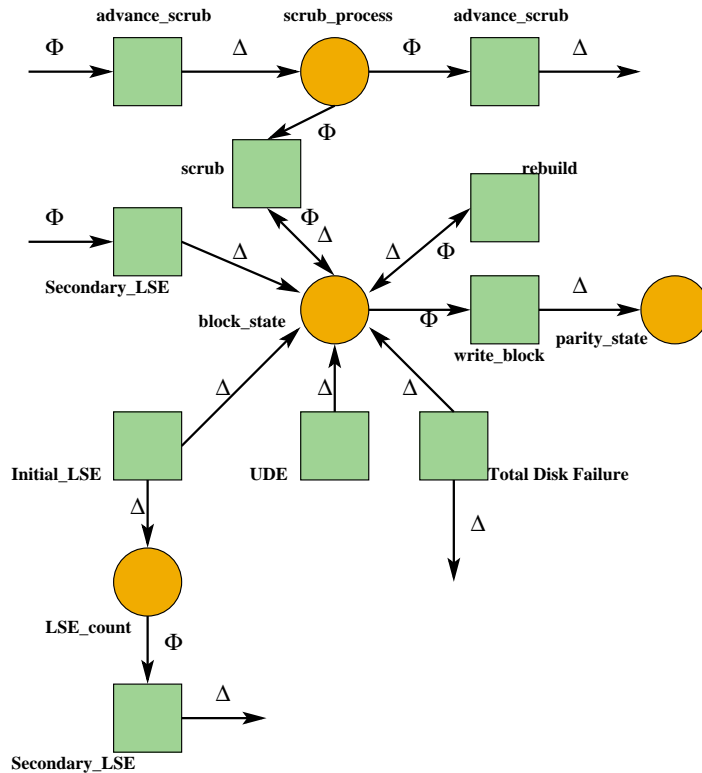 advance_scrub scrub_process advance_scrub
Φ Δ Φ Δ
Φ
scrub rebuild
Φ Φ
Δ Δ Δ Φ
Secondary_LSE
block_state Φ Δ
write_block parity_state
Δ Δ Δ
Initial_LSE UDE Total Disk Failure
Δ Δ
LSE_count
Φ
Δ
Secondary_LSE